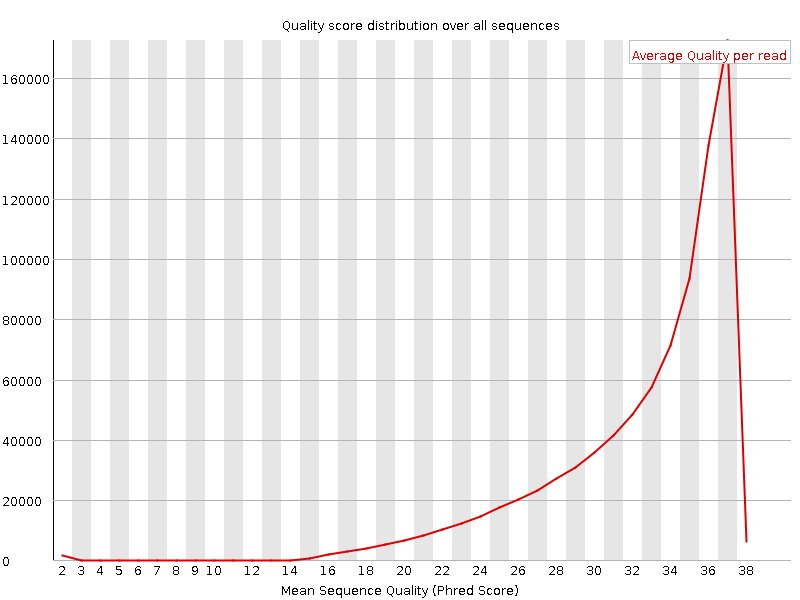 Quality score distribution over all sequences
Average Quality per read
160000
140000
120000
100000
80000
60000
40000
20000
0
2 3 4 5 6 7 8 9 10 12 14 16 18 20 22 24 26 28 30 32 34 36 38
Mean Sequence Quality (Phred Score)